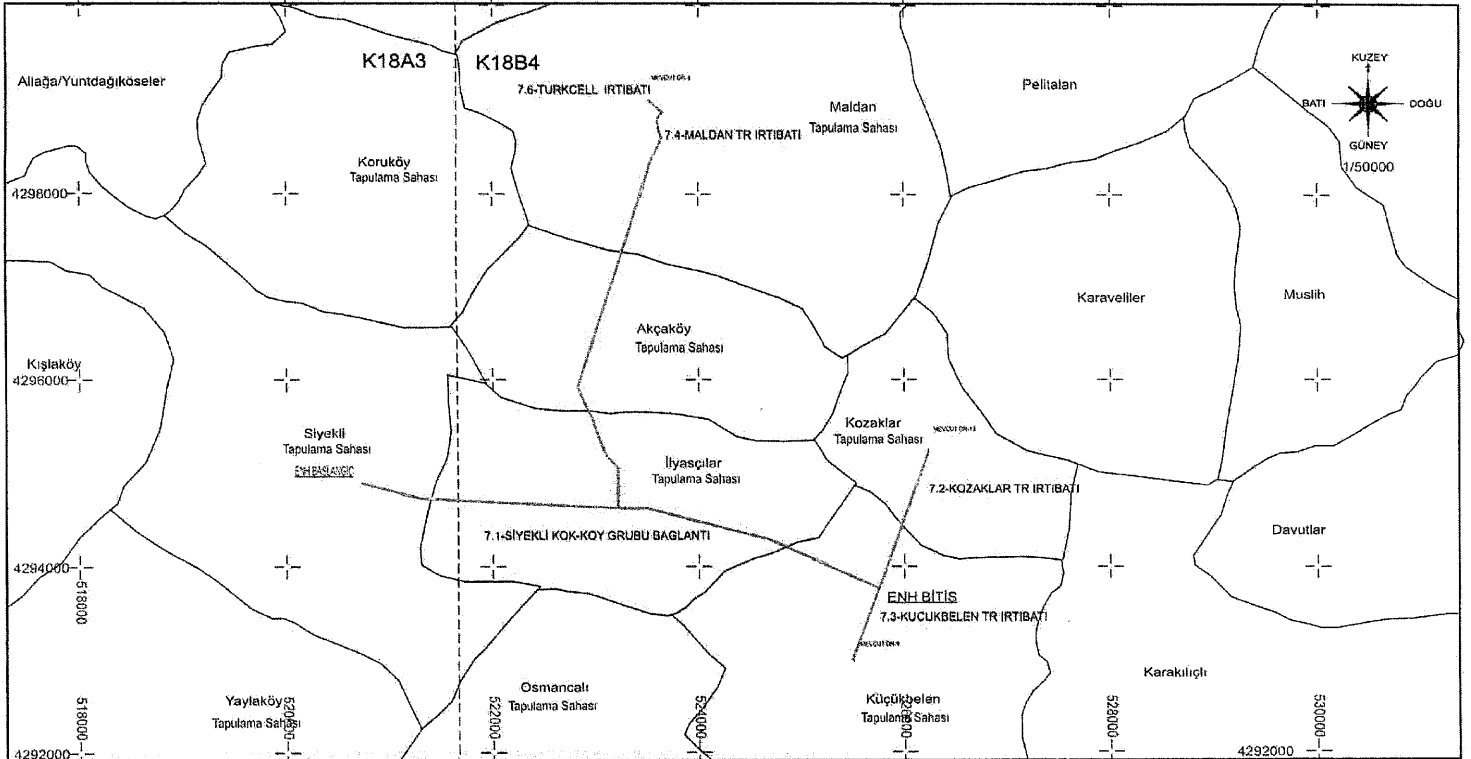 K18A3
K18B4
Aliağa/Yuntdağıköseler
7.6-TURKCELL IRTIBATI
Maldan
Tapulama Sahası
7.4-MALDAN TR IRTIBATI
Pelitalan
KUZEY
BATI
DOĞU
GÜNEY
1/50000
Koruköy
Tapulama Sahası
4298000
Karaveliler
Muslih
Akçaköy
Tapulama Sahası
Kışlaköy
4296000
Siyekli
Tapulama Sahası
ENH BAŞLANGIÇ
İlyasçılar
Tapulama Sahası
Kozaklar
Tapulama Sahası
7.2-KOZAKLAR TR IRTIBATI
7.1-SİYEKLİ KOK-KOY GRUBU BAGLANTI
Davutlar
4294000
ENH BİTİŞ
7.3-KUCUKBELEN TR IRTIBATI
518000
Karakılıçlı
Osmancalı
Tapulama Sahası
Yaylaköy
Tapulama Sahası
Küçükbelen
Tapulama Sahası
518000
520000
522000
524000
526000
528000
530000
4292000
4292000